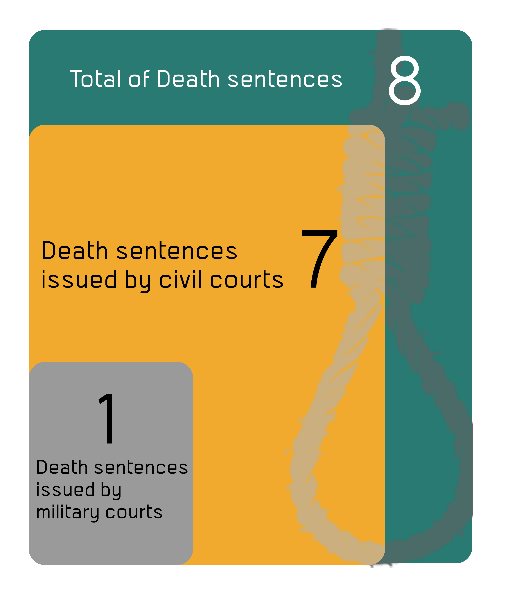 Total of Death sentences 8
Death sentences
issued by civil courts 7
1
Death sentences
issued by
military courts